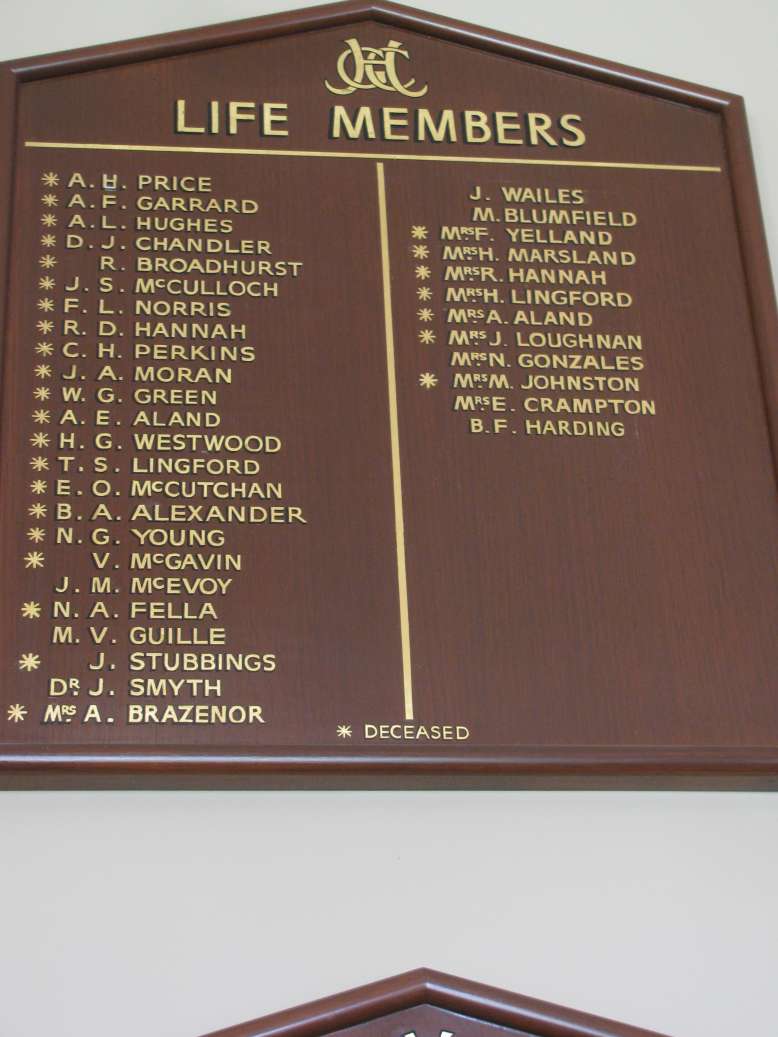 LIFE MEMBERS
* A. H. PRICE
* A. F. GARRARD
* A. L. HUGHES
* D. J. CHANDLER
* R. BROADHURST
* J. S. McCULLOCH
* F. L. NORRIS
* R. D. HANNAH
* C. H. PERKINS
* J. A. MORAN
* W. G. GREEN
* A. E. ALAND
* H. G. WESTWOOD
* T. S. LINGFORD
* E. O. McCUTCHAN
* B. A. ALEXANDER
* N. G. YOUNG
* V. McGAVIN
J. M. McEVOY
* N. A. FELLA
M. V. GUILLE
* J. STUBBINGS
DR. J. SMYTH
* MRS. A. BRAZENOR
J. WAILES
M. BLUMFIELD
* MRS. F. YELLAND
* MRS. H. MARSLAND
* MRS. R. HANNAH
* MRS. H. LINGFORD
* MRS. A. ALAND
* MRS. J. LOUGHNAN
MRS. N. GONZALES
* MRS. M. JOHNSTON
MRS. E. CRAMPTON
B. F. HARDING
* DECEASED